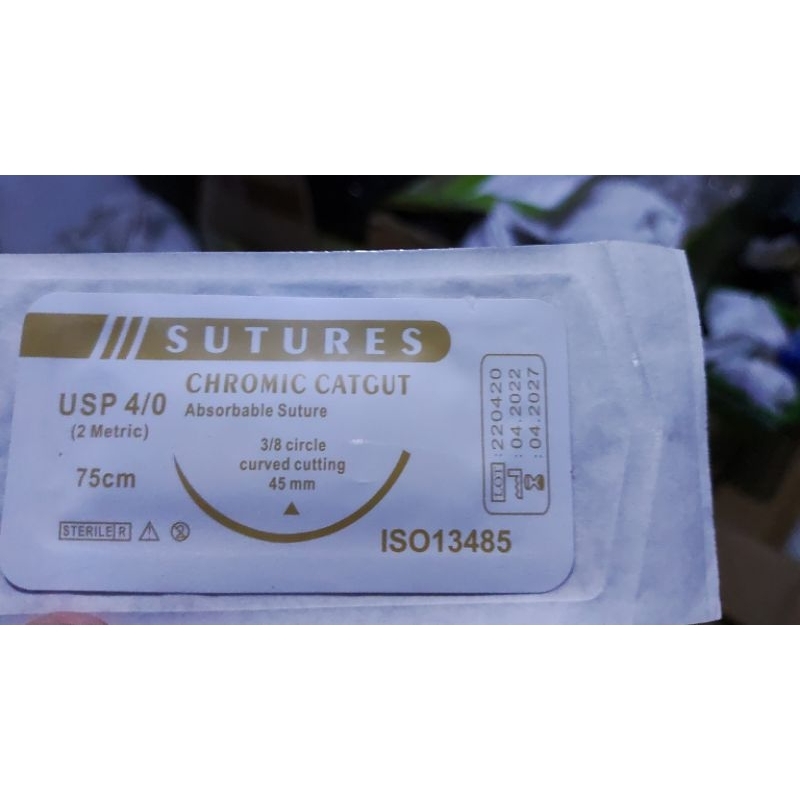 SUTURES
CHROMIC CATGUT
USP 4/0
Absorbable Suture
(2 Metric)
3/8 circle
curved cutting
75cm
45 mm
STERILE R
ISO13485
LOT : 220420
: 04.2022
: 04.2027